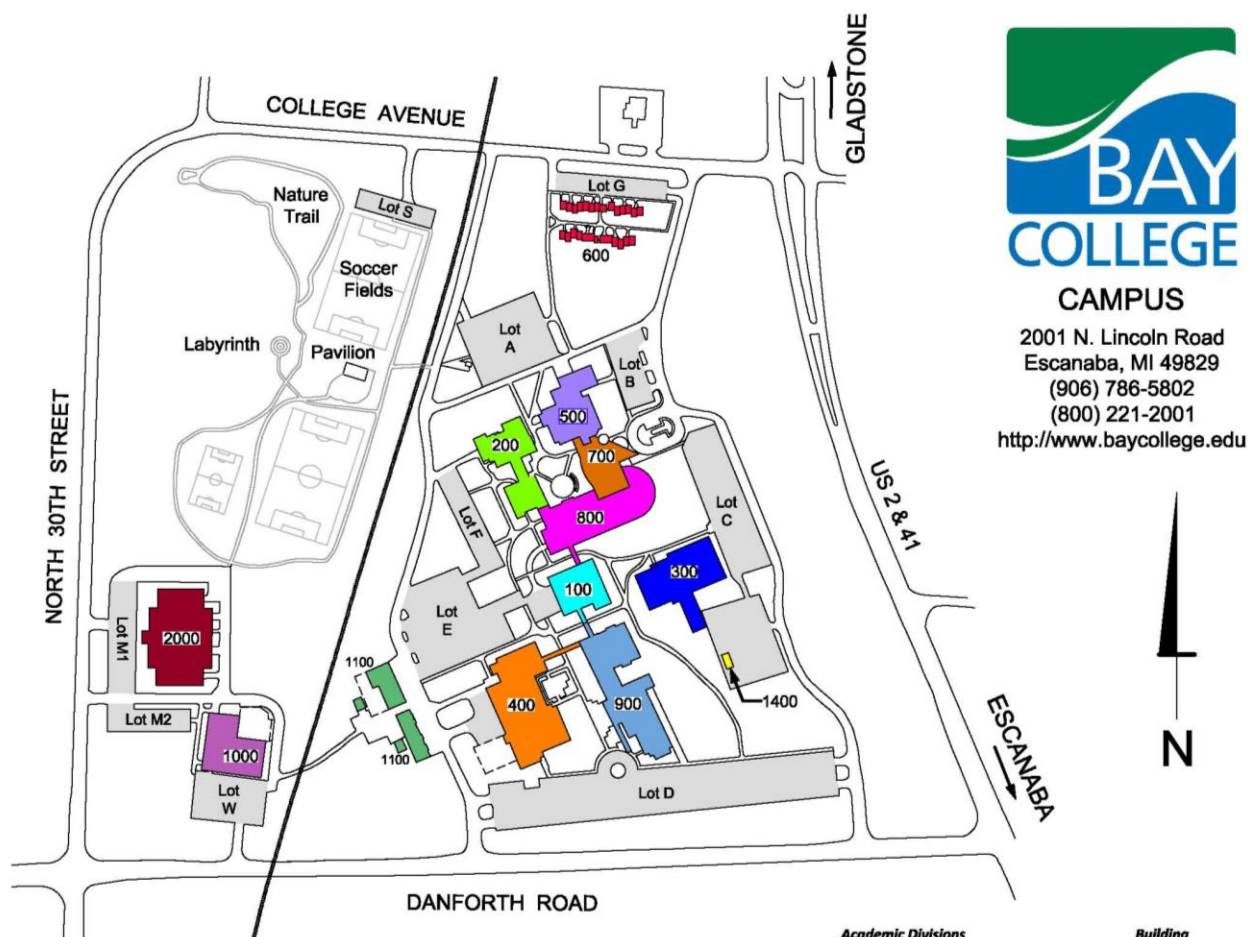 COLLEGE AVENUE
GLADSTONE
BAY
COLLEGE
CAMPUS
2001 N. Lincoln Road
Escanaba, MI 49829
(906) 786-5802
(800) 221-2001
http://www.baycollege.edu
Nature
Trail
Lot S
Lot G
600
Soccer
Fields
Labyrinth
Pavilion
Lot
A
Lot
B
500
200
700
NORTH 30TH STREET
US 2 & 41
Lot F
800
Lot
C
300
100
Lot
E
Lot M1
2000
1100
1400
400
900
Lot M2
1000
1100
Lot
W
Lot D
ESCANABA
N
DANFORTH ROAD
Academic Divisions
Building